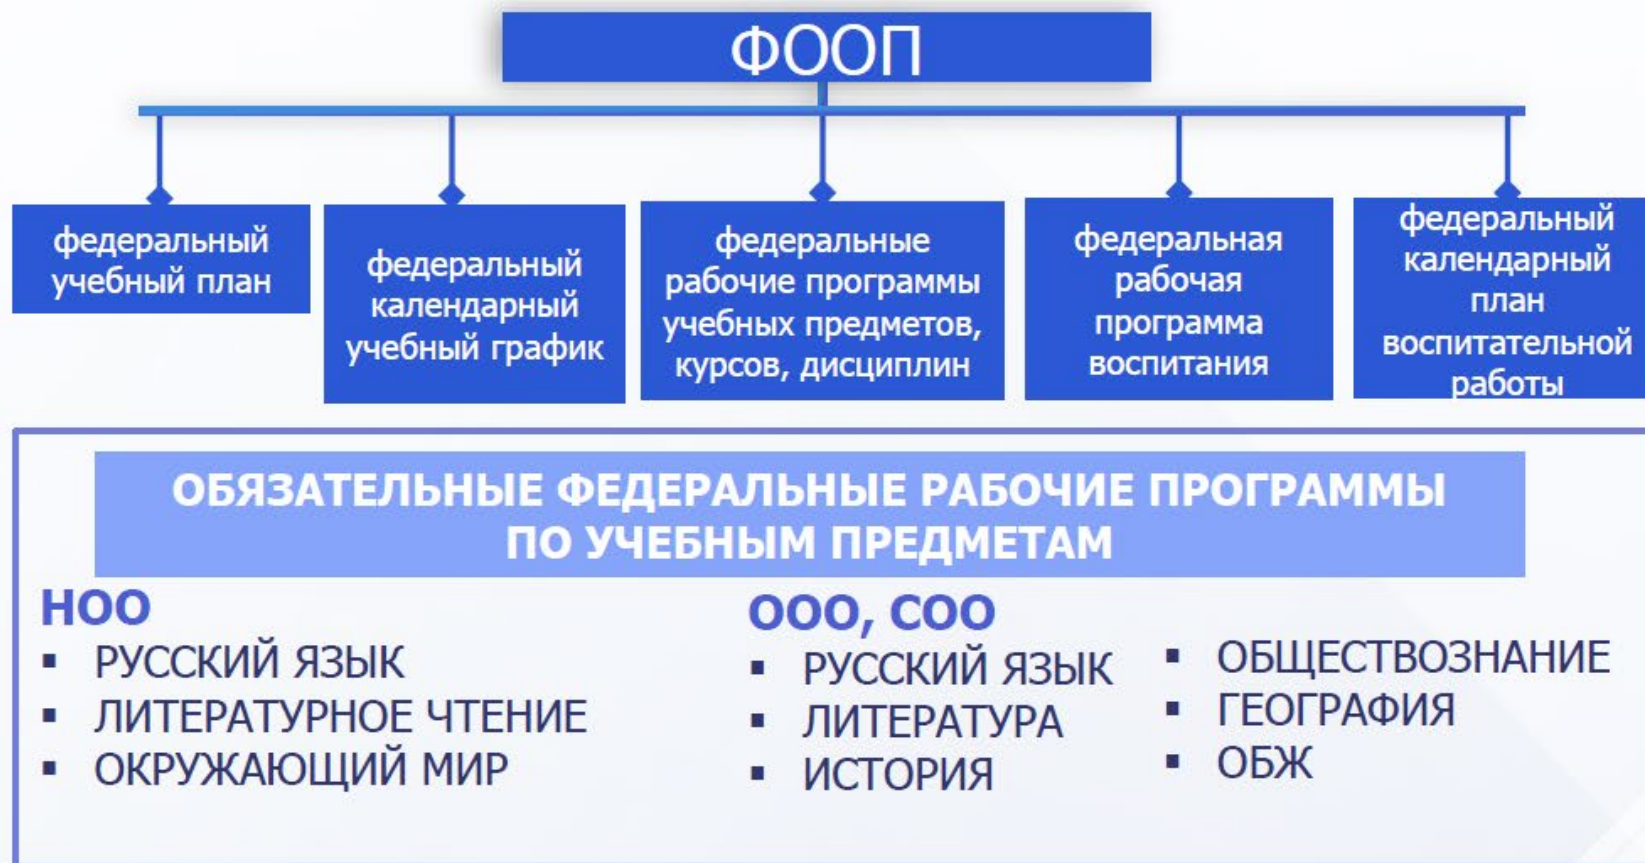 ФООП
федеральный
учебный план
федеральный
календарный
учебный график
федеральные
рабочие программы
учебных предметов,
курсов, дисциплин
федеральная
рабочая
программа
воспитания
федеральный
календарный
план
воспитательной
работы
ОБЯЗАТЕЛЬНЫЕ ФЕДЕРАЛЬНЫЕ РАБОЧИЕ ПРОГРАММЫ
ПО УЧЕБНЫМ ПРЕДМЕТАМ
НОО
▪ РУССКИЙ ЯЗЫК
▪ ЛИТЕРАТУРНОЕ ЧТЕНИЕ
▪ ОКРУЖАЮЩИЙ МИР
ООО, СОО
▪ РУССКИЙ ЯЗЫК
▪ ЛИТЕРАТУРА
▪ ИСТОРИЯ
▪ ОБЩЕСТВОЗНАНИЕ
▪ ГЕОГРАФИЯ
▪ ОБЖ